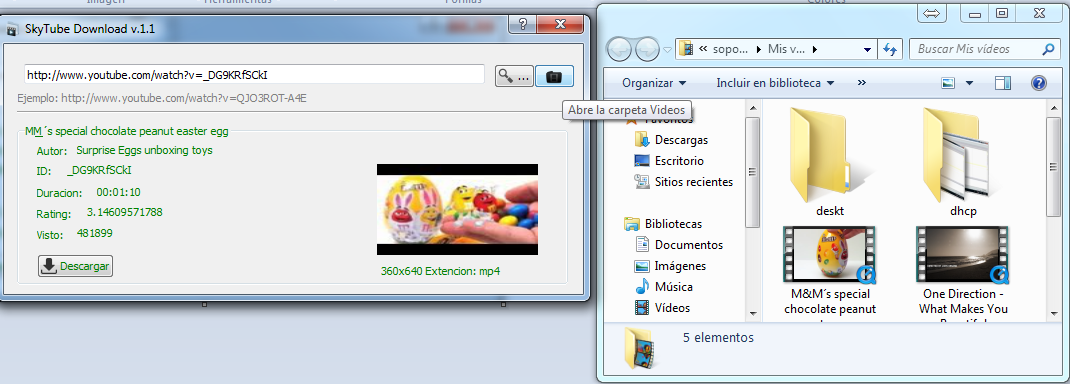 SkyTube Download v.1.1
http://www.youtube.com/watch?v=_DG9KRfSCkI
...
Ejemplo: http://www.youtube.com/watch?v=QJO3ROT-A4E
Abre la carpeta Videos
MM´s special chocolate peanut easter egg
Autor: Surprise Eggs unboxing toys
ID: _DG9KRfSCkI
Duracion: 00:01:10
Rating: 3.14609571788
Visto: 481899
Descargar
360x640 Extencion: mp4
« sopo... Mis v...
Buscar Mis vídeos
Organizar
Incluir en biblioteca
»
Favoritos
Descargas
Escritorio
Sitios recientes
Bibliotecas
Documentos
Imágenes
Música
Vídeos
deskt
dhcp
M&M´s special
chocolate peanut
One Direction -
What Makes You
5 elementos